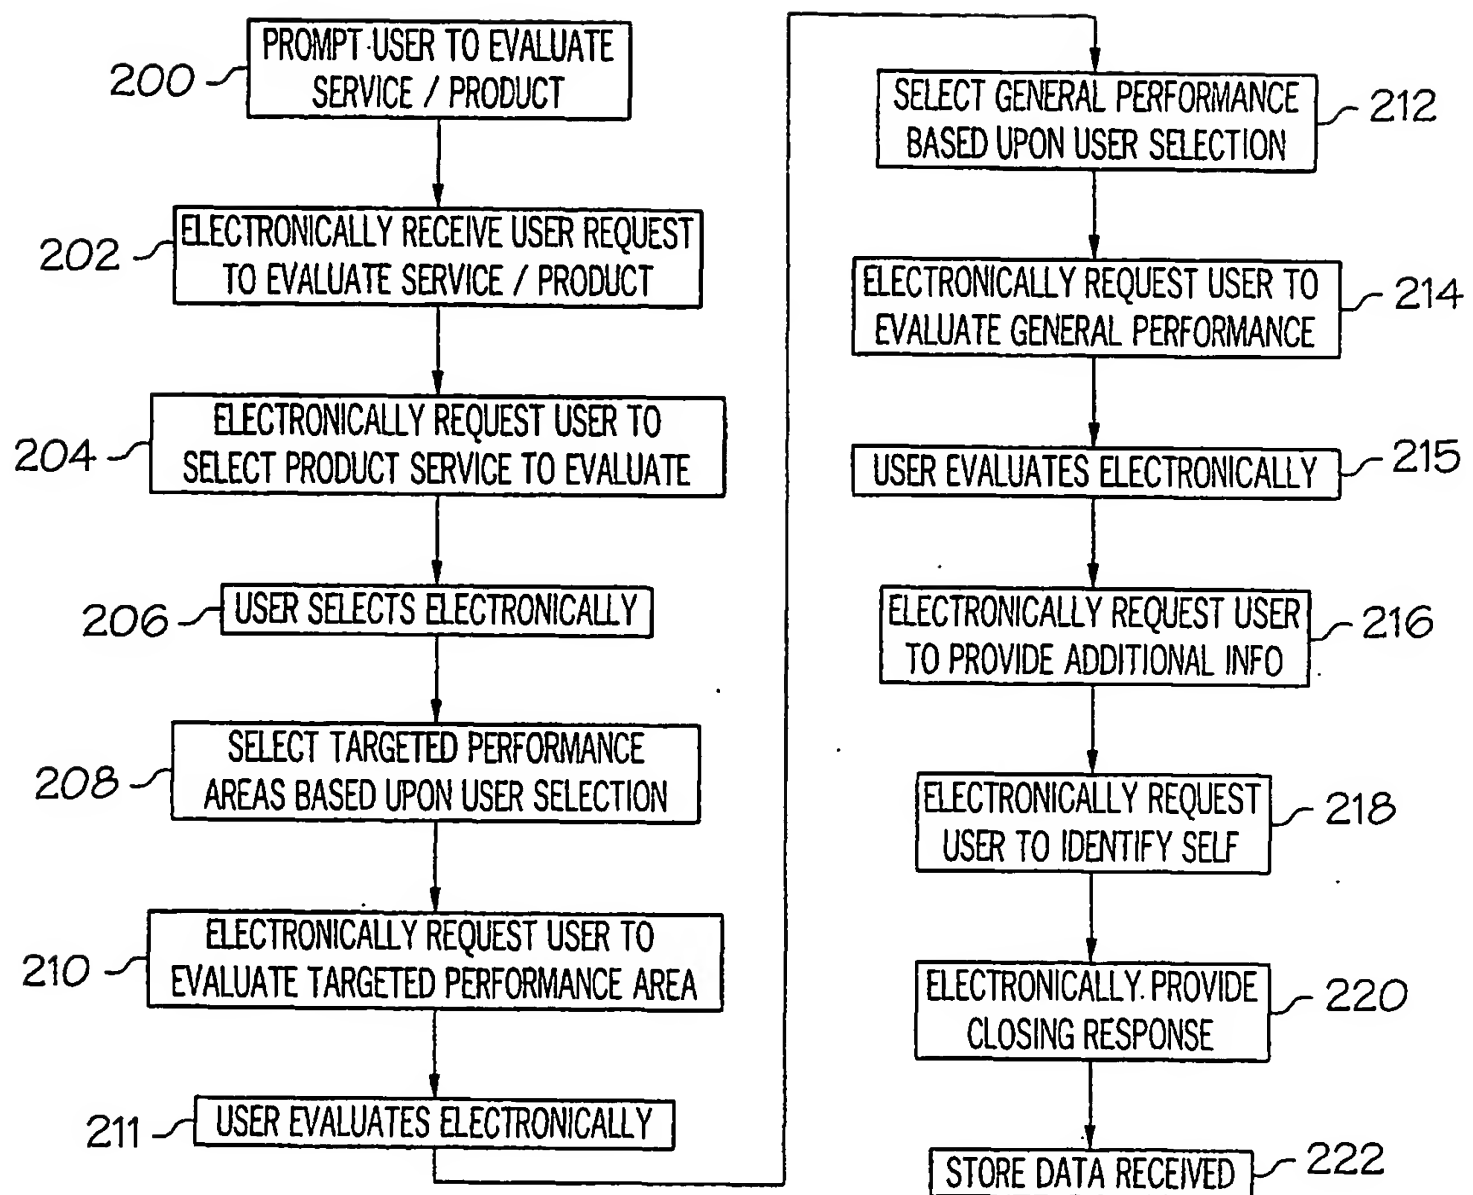 PROMPT USER TO EVALUATE
SERVICE / PRODUCT
200
ELECTRONICALLY RECEIVE USER REQUEST
TO EVALUATE SERVICE / PRODUCT
202
ELECTRONICALLY REQUEST USER TO
SELECT PRODUCT SERVICE TO EVALUATE
204
USER SELECTS ELECTRONICALLY
206
SELECT TARGETED PERFORMANCE
AREAS BASED UPON USER SELECTION
208
ELECTRONICALLY REQUEST USER TO
EVALUATE TARGETED PERFORMANCE AREA
210
USER EVALUATES ELECTRONICALLY
211
SELECT GENERAL PERFORMANCE
BASED UPON USER SELECTION
212
ELECTRONICALLY REQUEST USER TO
EVALUATE GENERAL PERFORMANCE
214
USER EVALUATES ELECTRONICALLY
215
ELECTRONICALLY REQUEST USER
TO PROVIDE ADDITIONAL INFO
216
ELECTRONICALLY REQUEST
USER TO IDENTIFY SELF
218
ELECTRONICALLY PROVIDE
CLOSING RESPONSE
220
STORE DATA RECEIVED
222